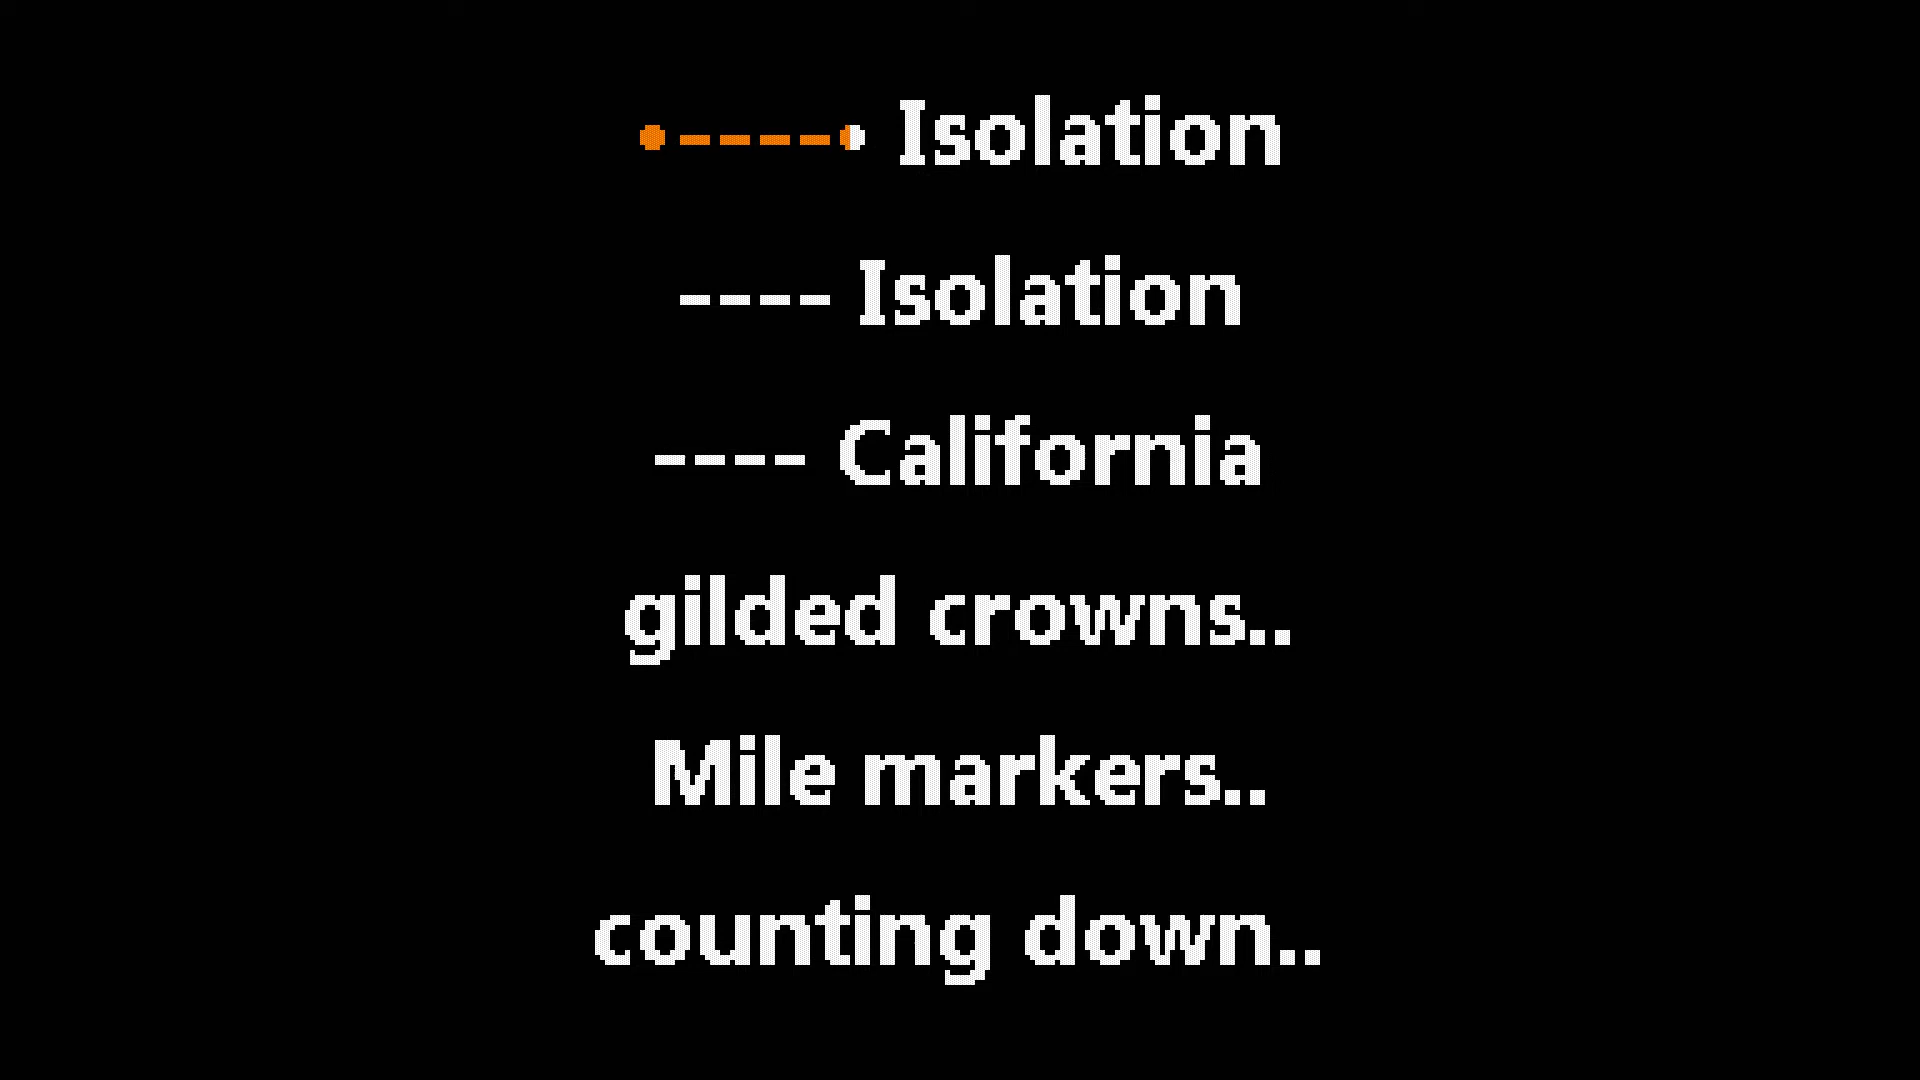 ●----● Isolation
---- Isolation
---- California
gilded crowns..
Mile markers..
counting down..